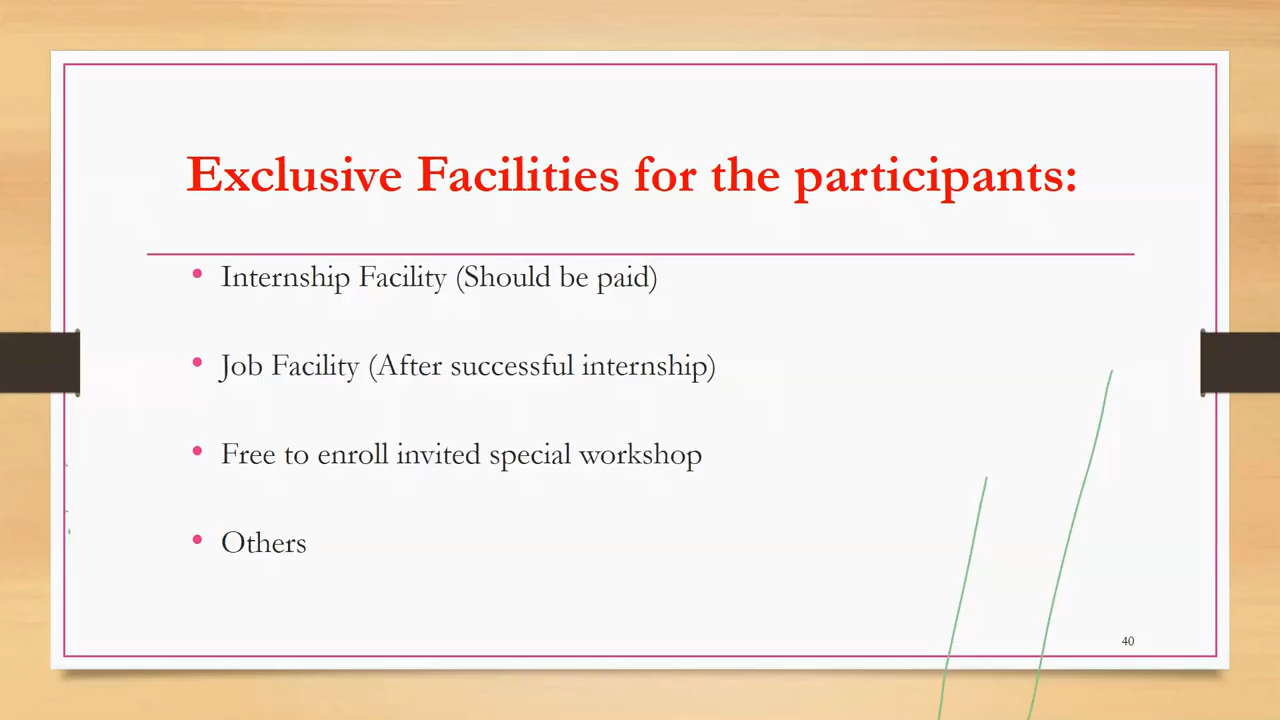 Exclusive Facilities for the participants:
• Internship Facility (Should be paid)
• Job Facility (After successful internship)
• Free to enroll invited special workshop
• Others
40